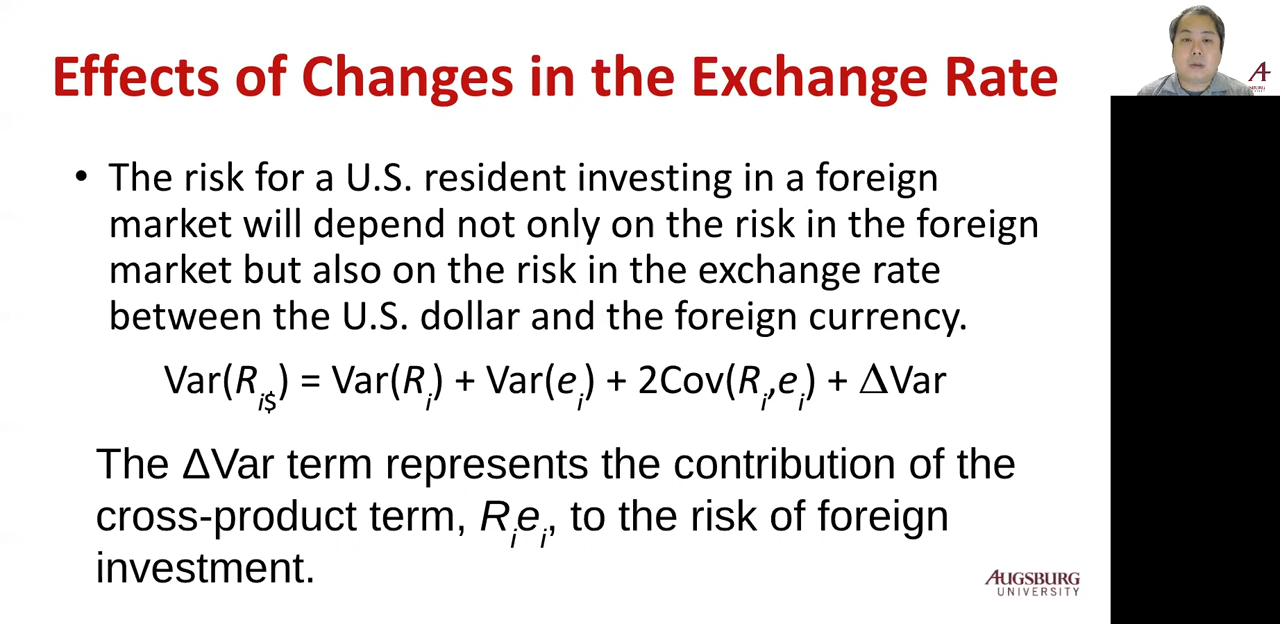 Effects of Changes in the Exchange Rate
• The risk for a U.S. resident investing in a foreign
market will depend not only on the risk in the foreign
market but also on the risk in the exchange rate
between the U.S. dollar and the foreign currency.
Var(Ri$) = Var(Ri) + Var(ei) + 2Cov(Ri,ei) + ΔVar
The ΔVar term represents the contribution of the
cross-product term, Riei, to the risk of foreign
investment.
AUGSBURG
UNIVERSITY
A